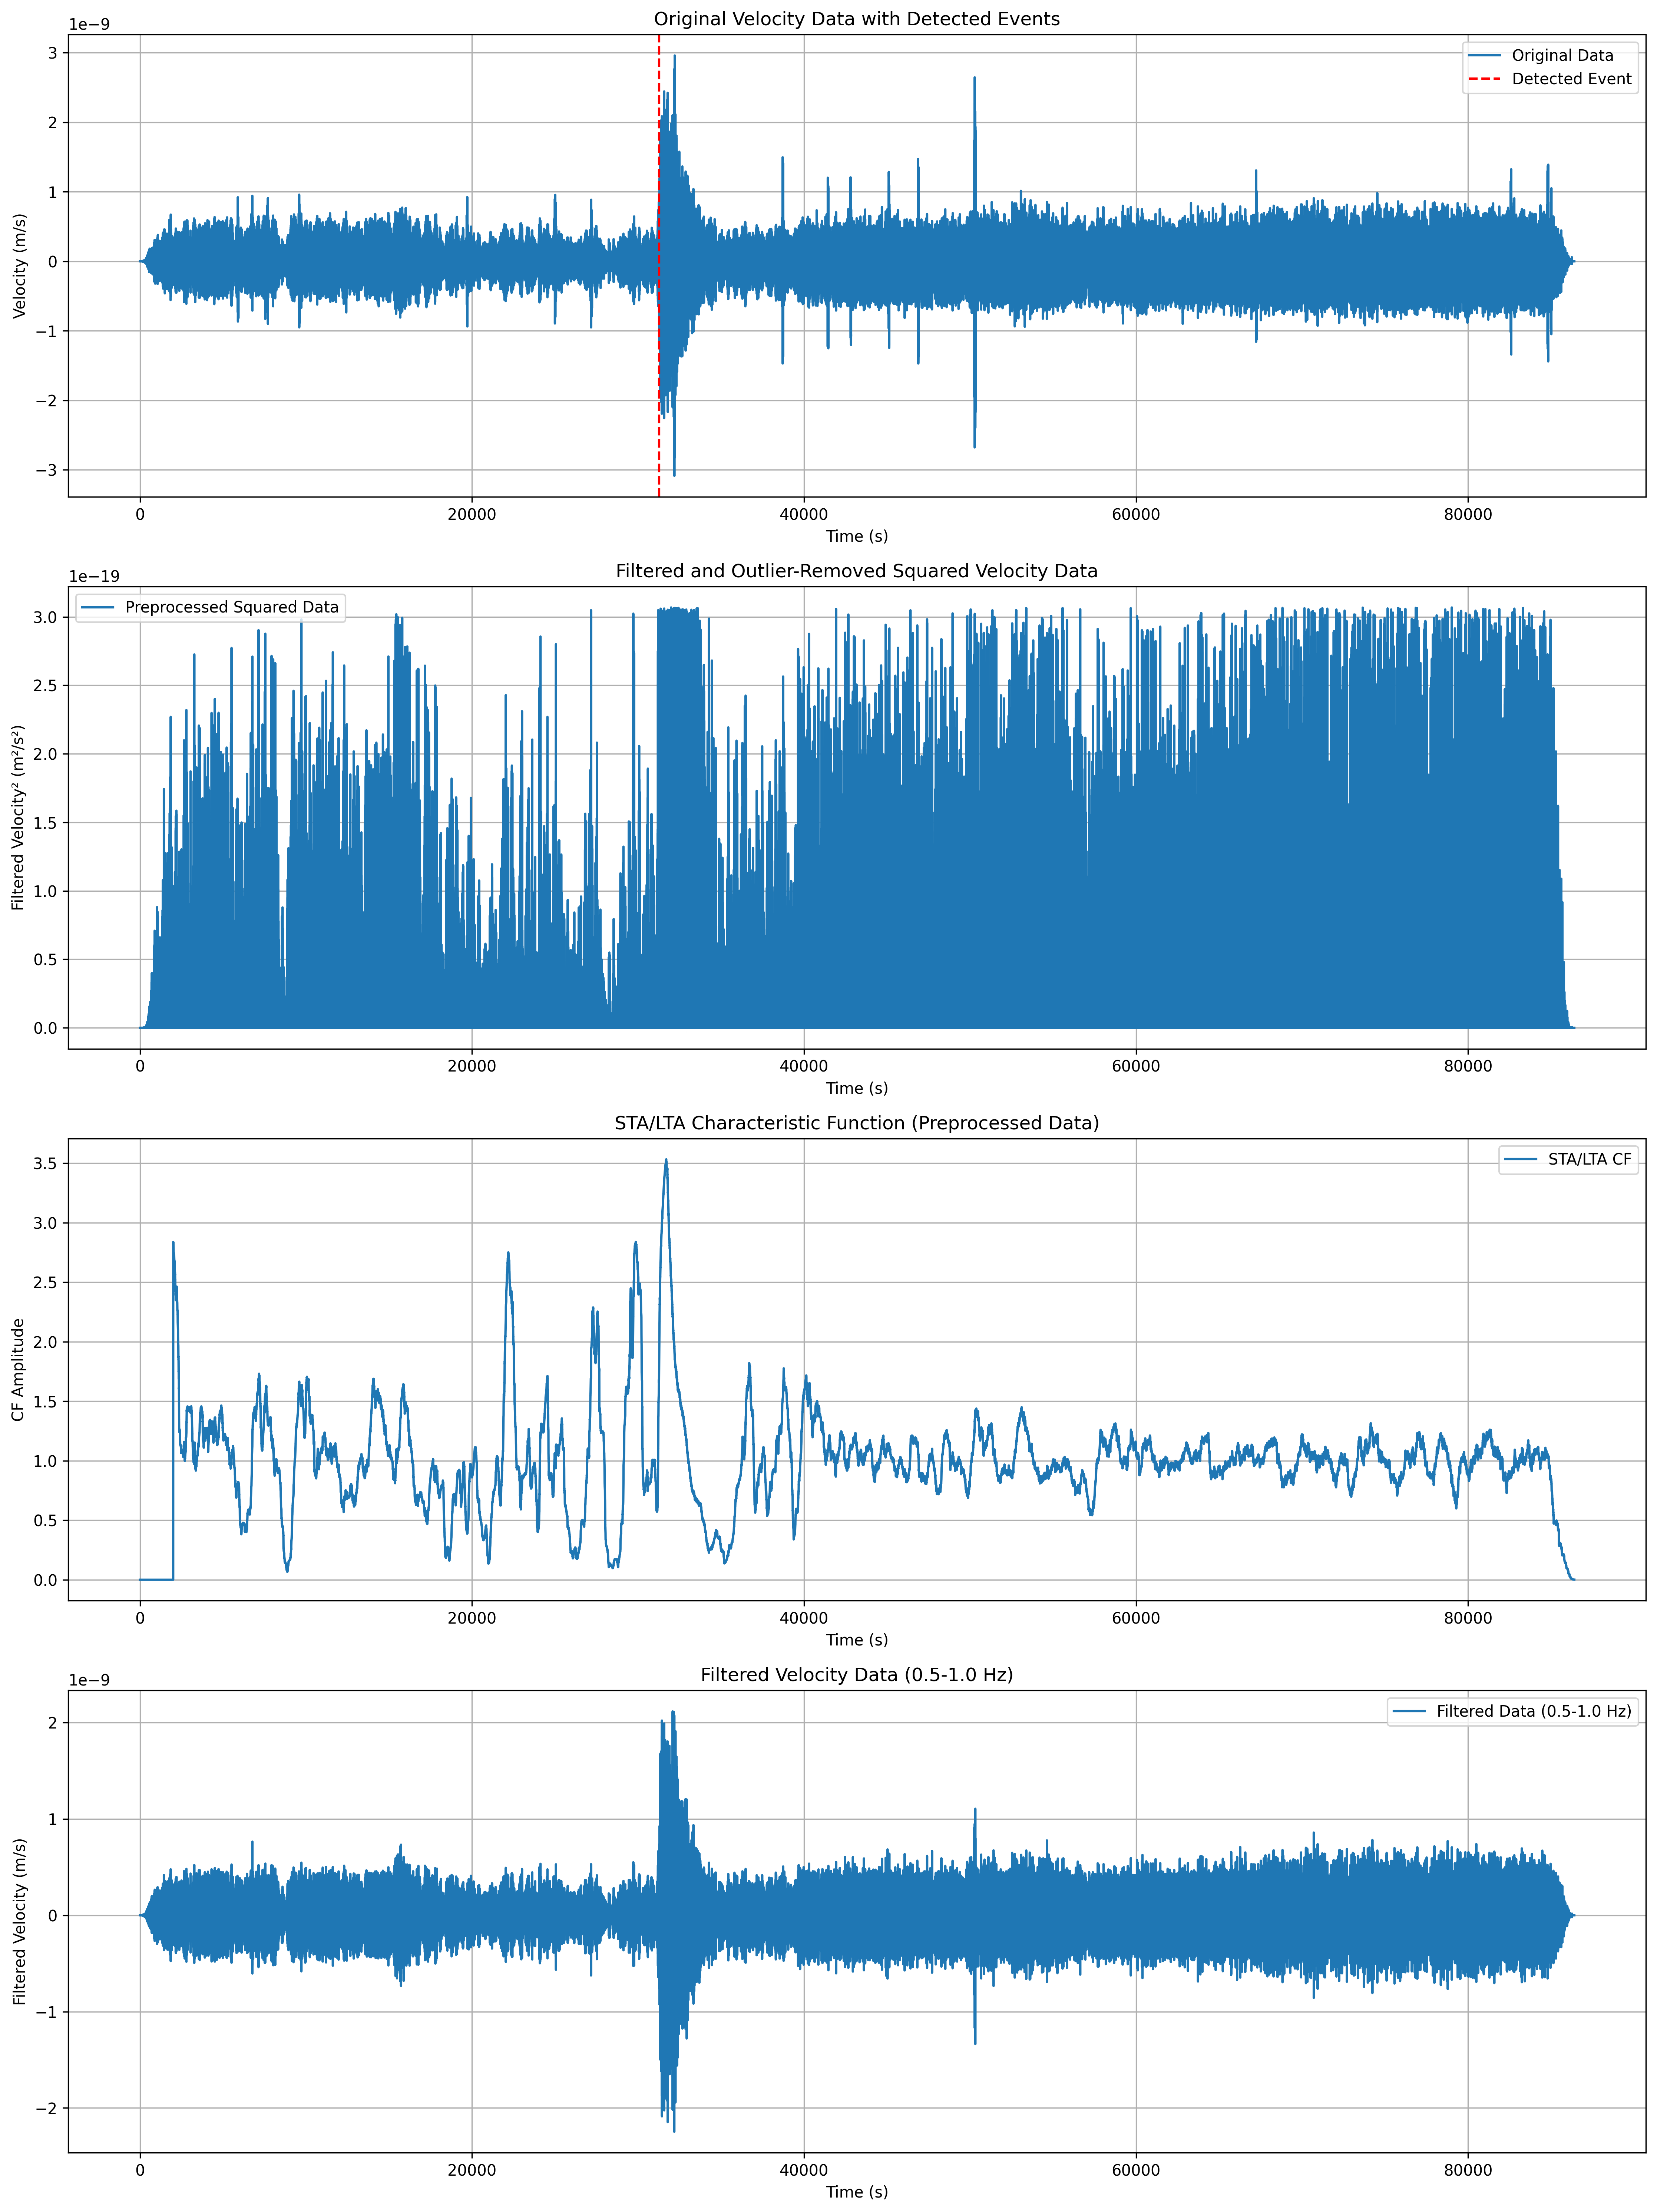 Original Velocity Data with Detected Events
1e−9
Original Data
Detected Event
3
2
1
0
−1
−2
−3
Velocity (m/s)
0 20000 40000 60000 80000
Time (s)
Filtered and Outlier-Removed Squared Velocity Data
1e−19
Preprocessed Squared Data
3.0
2.5
2.0
1.5
1.0
0.5
0.0
Filtered Velocity² (m²/s²)
0 20000 40000 60000 80000
Time (s)
STA/LTA Characteristic Function (Preprocessed Data)
STA/LTA CF
3.5
3.0
2.5
2.0
1.5
1.0
0.5
0.0
CF Amplitude
0 20000 40000 60000 80000
Time (s)
Filtered Velocity Data (0.5-1.0 Hz)
1e−9
Filtered Data (0.5-1.0 Hz)
2
1
0
−1
−2
Filtered Velocity (m/s)
0 20000 40000 60000 80000
Time (s)